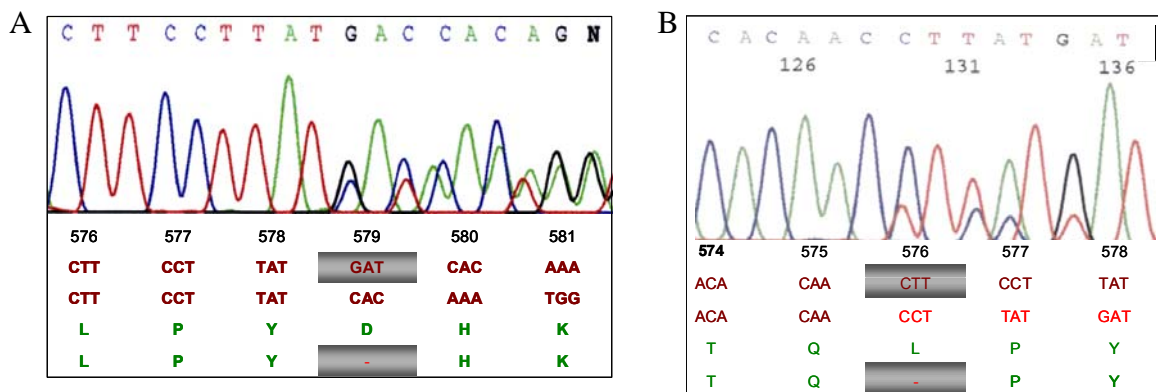 A
C T T C C T T A T G A C C A C A G N
576 577 578 579 580 581
CTT CCT TAT GAT CAC AAA
CTT CCT TAT CAC AAA TGG
L P Y D H K
L P Y - H K
B
C A C A A C C T T A T G A T
126 131 136
574 575 576 577 578
ACA CAA CTT CCT TAT
ACA CAA CCT TAT GAT
T Q L P Y
T Q - P Y